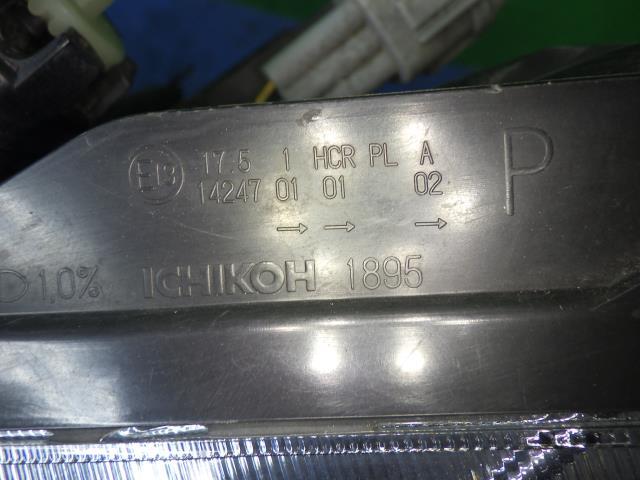 E13 17.5 1 HCR PL A P
14247 01 01 02
→ → →
1.0% ICHIKOH 1895